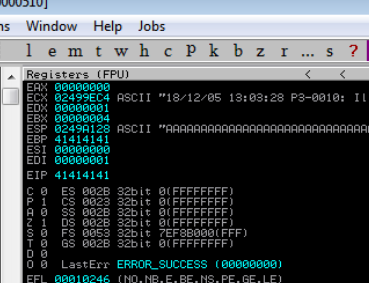 0000510]
ns Window Help Jobs
l e m t w h c P k b z r ... s ?
Registers (FPU) < <
EAX 00000000
ECX 02499EC4 ASCII "18/12/05 13:03:28 P3-0010: Il
EDX 00000001
EBX 00000004
ESP 0249A128 ASCII "AAAAAAAAAAAAAAAAAAAAAAAAAAAAA
EBP 41414141
ESI 00000000
EDI 00000001
EIP 41414141
C 0 ES 002B 32bit 0(FFFFFFFF)
P 1 CS 0023 32bit 0(FFFFFFFF)
A 0 SS 002B 32bit 0(FFFFFFFF)
Z 1 DS 002B 32bit 0(FFFFFFFF)
S 0 FS 0053 32bit 7EF8B000(FFF)
T 0 GS 002B 32bit 0(FFFFFFFF)
D 0
O 0 LastErr ERROR_SUCCESS (00000000)
EFL 00010246 (NO,NB,E,BE,NS,PE,GE,LE)